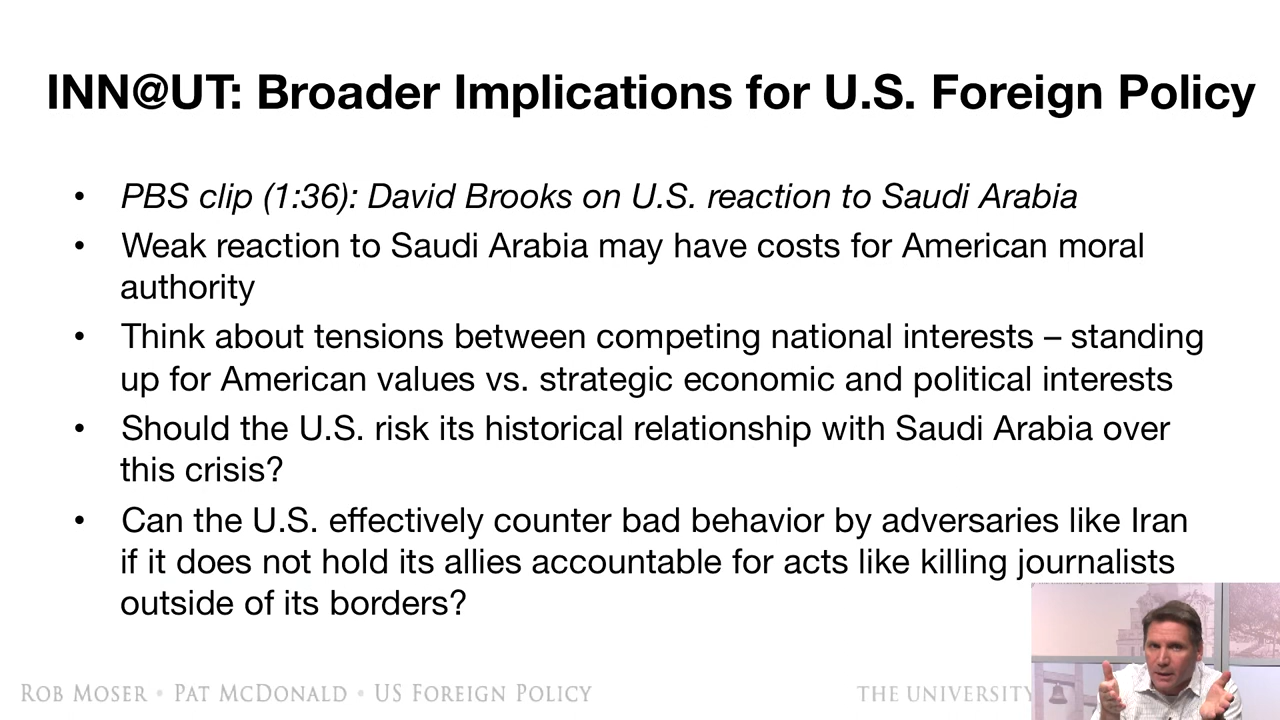 INN@UT: Broader Implications for U.S. Foreign Policy
• PBS clip (1:36): David Brooks on U.S. reaction to Saudi Arabia
• Weak reaction to Saudi Arabia may have costs for American moral
authority
• Think about tensions between competing national interests – standing
up for American values vs. strategic economic and political interests
• Should the U.S. risk its historical relationship with Saudi Arabia over
this crisis?
• Can the U.S. effectively counter bad behavior by adversaries like Iran
if it does not hold its allies accountable for acts like killing journalists
outside of its borders?
ROB MOSER • PAT MCDONALD • US FOREIGN POLICY
THE UNIVERSITY